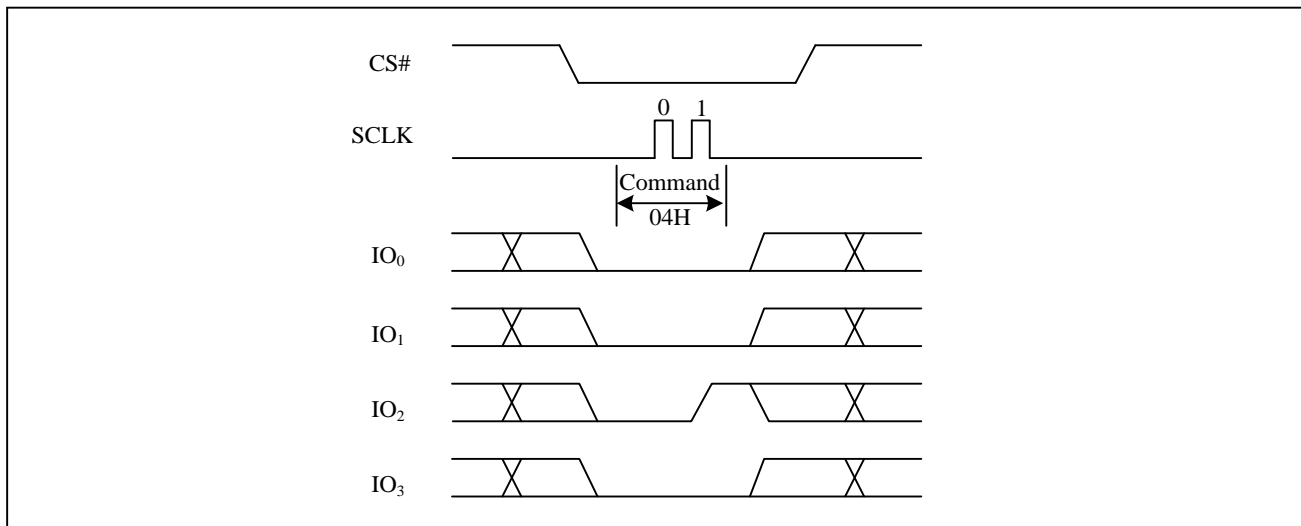 CS#
0 1
SCLK
Command
04H
IO0
IO1
IO2
IO3